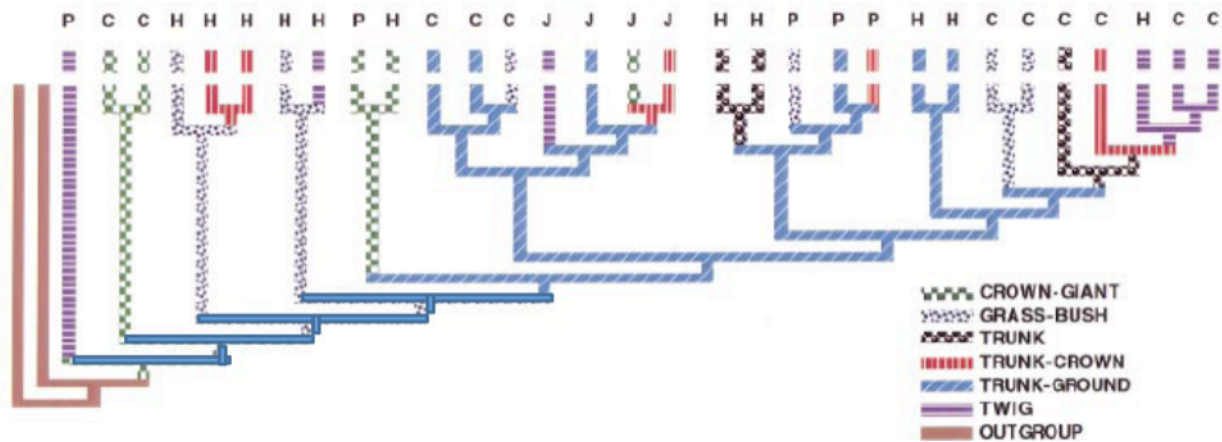 P C C H H H H H P H C C C J J J J H H P P P H H C C C C H C C
CROWN-GIANT
GRASS-BUSH
TRUNK
TRUNK-CROWN
TRUNK-GROUND
TWIG
OUTGROUP